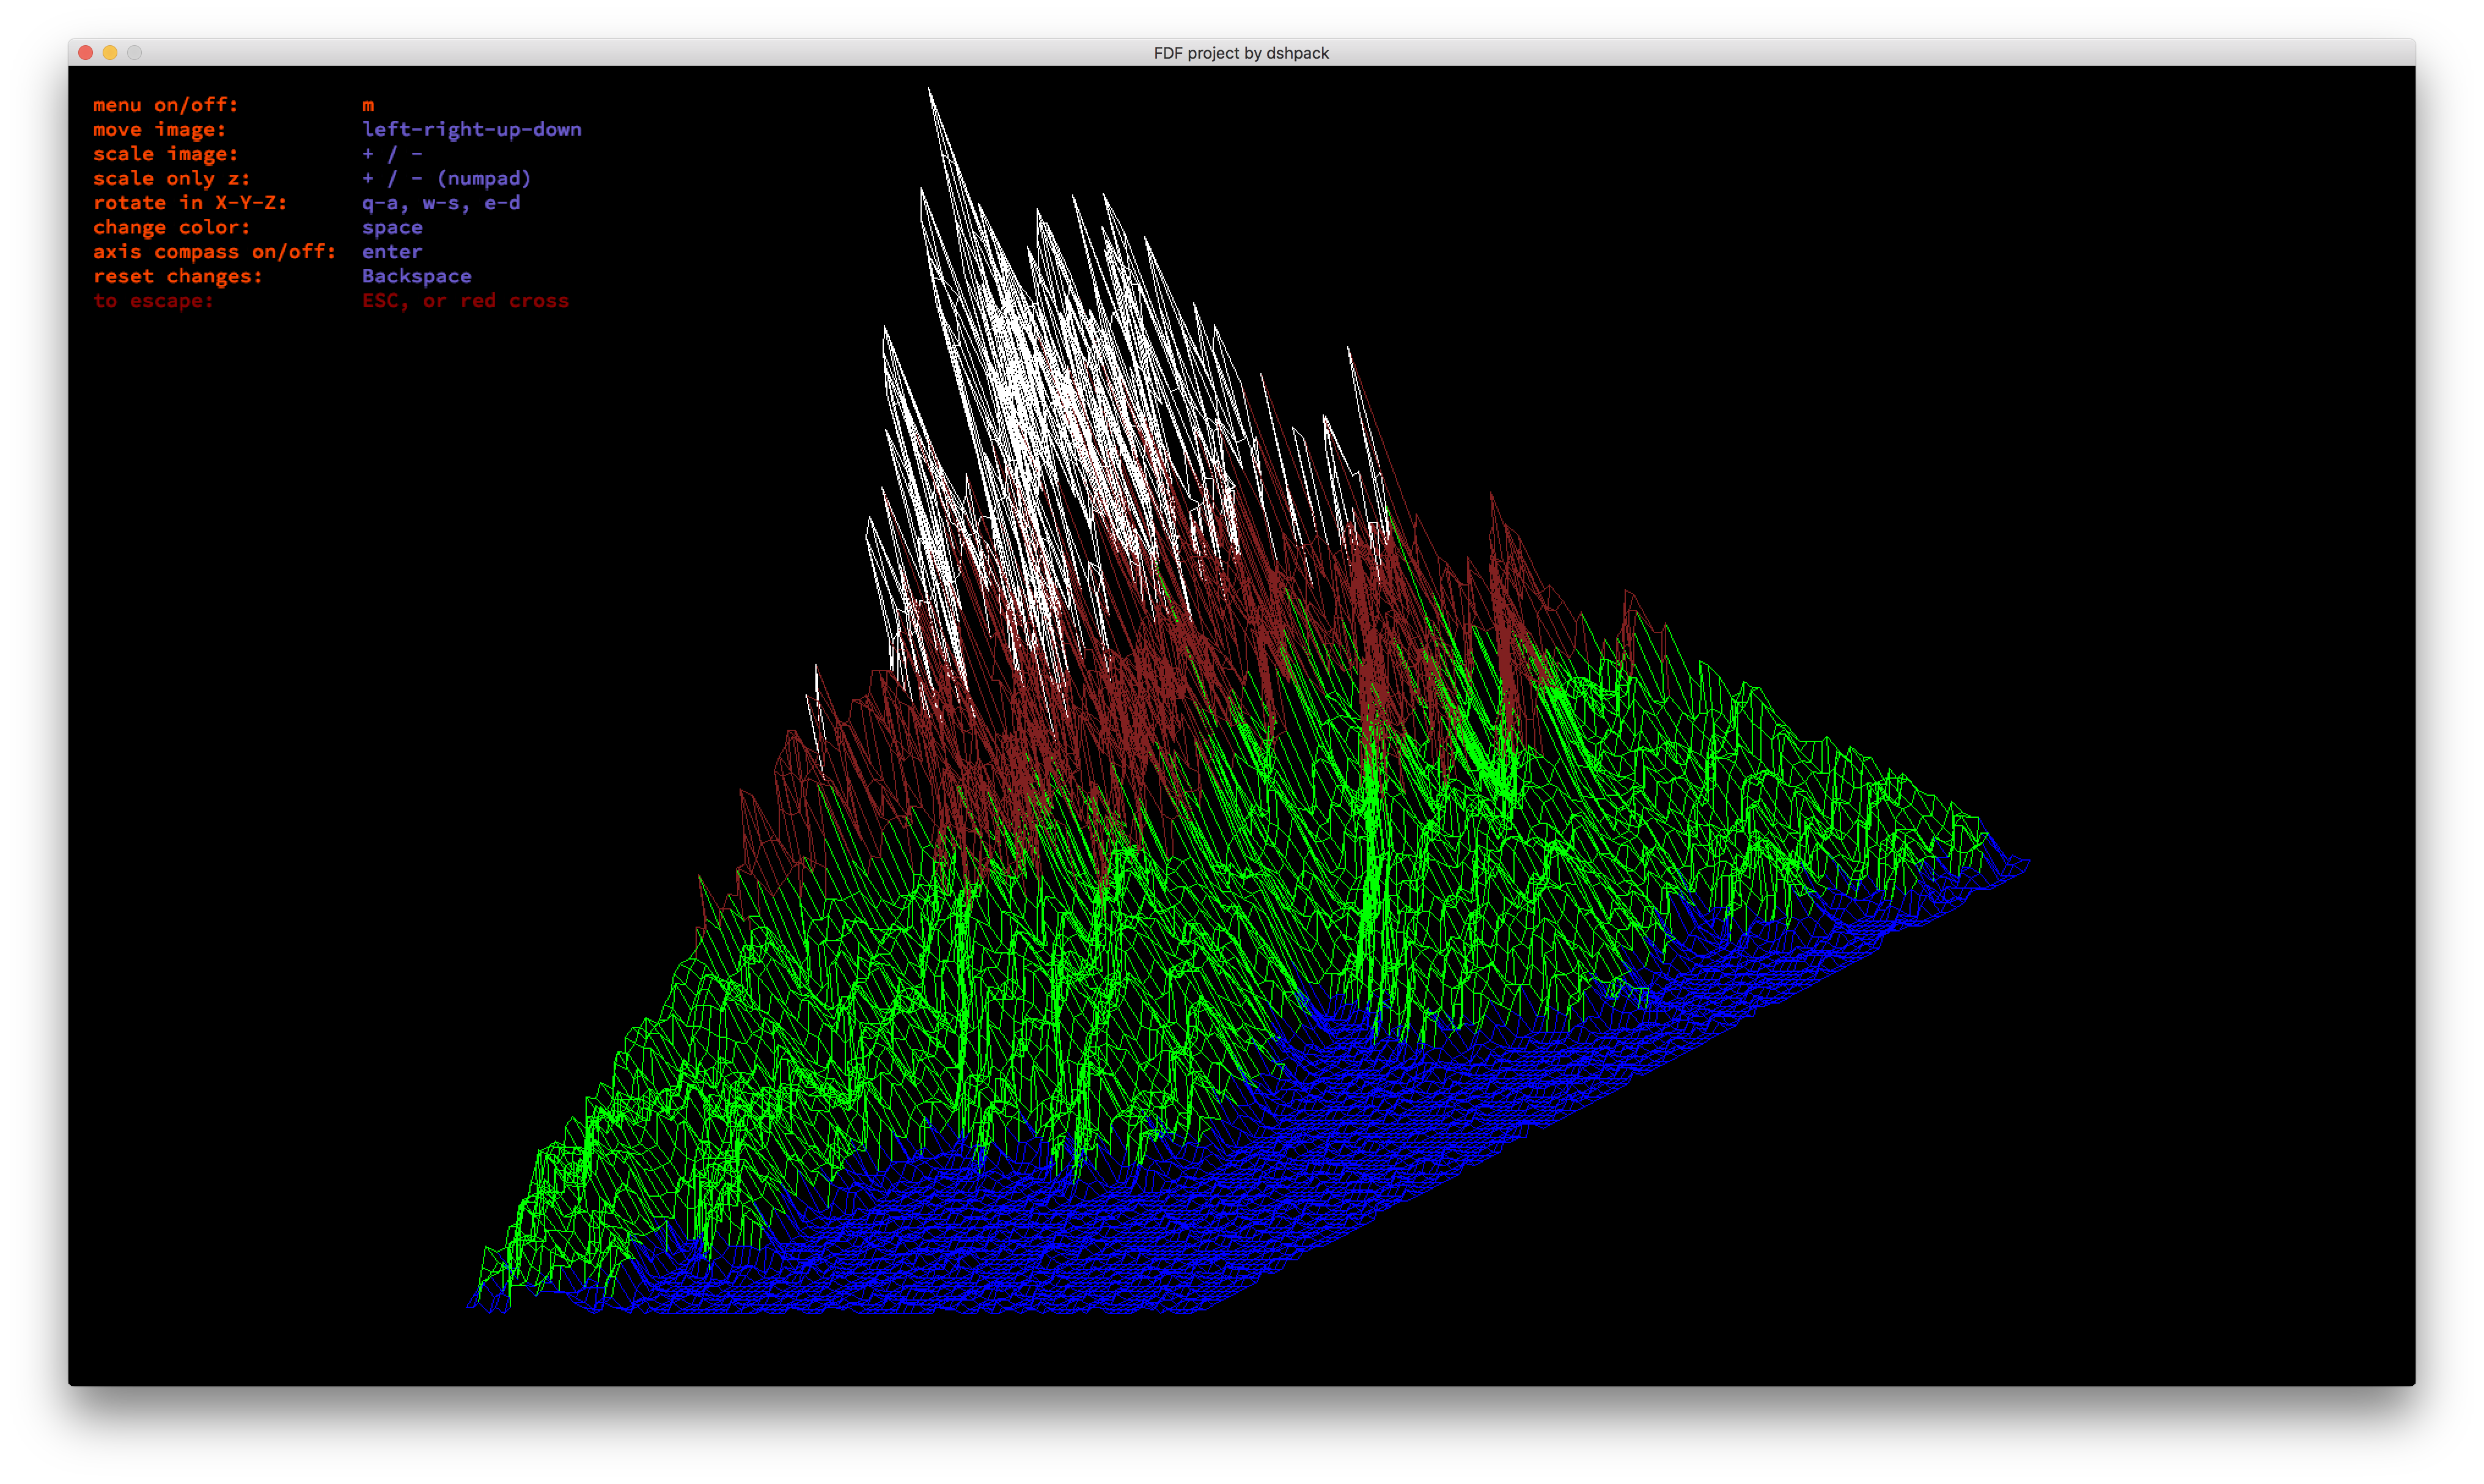 FDF project by dshpack
menu on/off: m
move image: left-right-up-down
scale image: + / -
scale only z: + / - (numpad)
rotate in X-Y-Z: q-a, w-s, e-d
change color: space
axis compass on/off: enter
reset changes: Backspace
to escape: ESC, or red cross